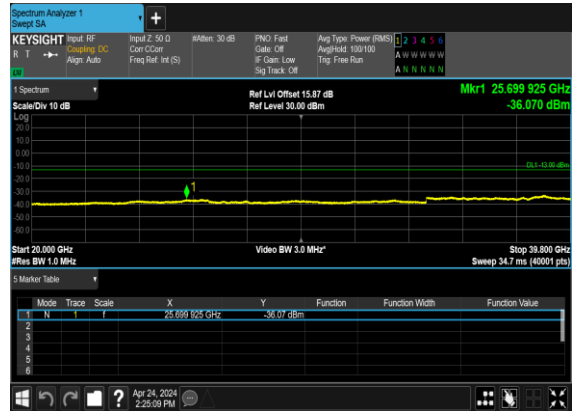 Spectrum Analyzer 1
Swept SA
+
KEYSIGHT Input: RF Input Z: 50 Ω #Atten: 30 dB PNO: Fast Avg Type: Power (RMS) 1 2 3 4 5 6
R T Coupling: DC Corr CCorr Gate: Off Avg|Hold: 100/100 A W W W W W
Align: Auto Freq Ref: Int (S) IF Gain: Low Trig: Free Run
Sig Track: Off A N N N N N
1 Spectrum
Scale/Div 10 dB
Ref Lvl Offset 15.87 dB
Ref Level 30.00 dBm
Mkr1 25.699 925 GHz
-36.070 dBm
Log
20.0
10.0
0.00
-10.0
DL1 -13.00 dBm
-20.0
-30.0
1
-40.0
-50.0
-60.0
Start 20.000 GHz Video BW 3.0 MHz* Stop 39.800 GHz
#Res BW 1.0 MHz Sweep 34.7 ms (40001 pts)
5 Marker Table
Mode Trace Scale X Y Function Function Width Function Value
1 N 1 f 25.699 925 GHz -36.07 dBm
2
3
4
5
6
? Apr 24, 2024
2:25:09 PM